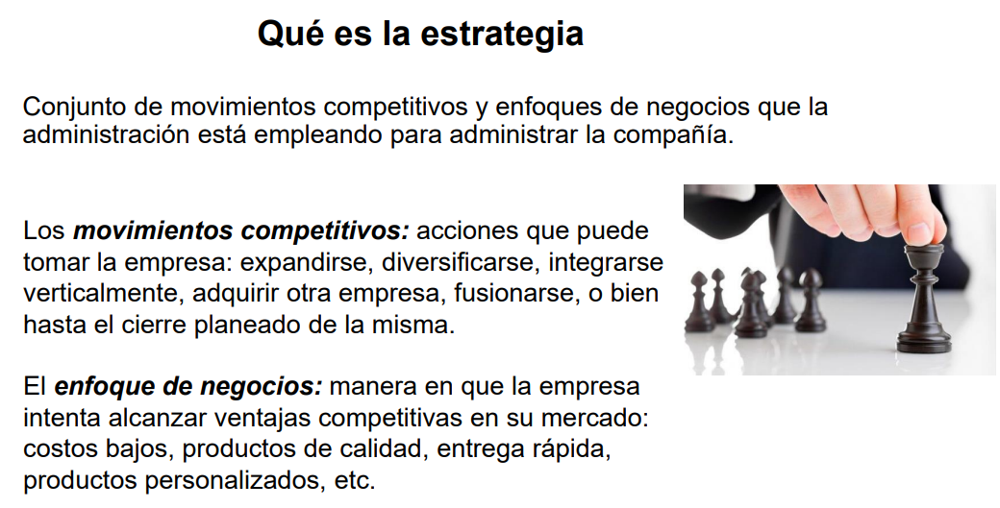 Qué es la estrategia
Conjunto de movimientos competitivos y enfoques de negocios que la
administración está empleando para administrar la compañía.
Los movimientos competitivos: acciones que puede
tomar la empresa: expandirse, diversificarse, integrarse
verticalmente, adquirir otra empresa, fusionarse, o bien
hasta el cierre planeado de la misma.
El enfoque de negocios: manera en que la empresa
intenta alcanzar ventajas competitivas en su mercado:
costos bajos, productos de calidad, entrega rápida,
productos personalizados, etc.